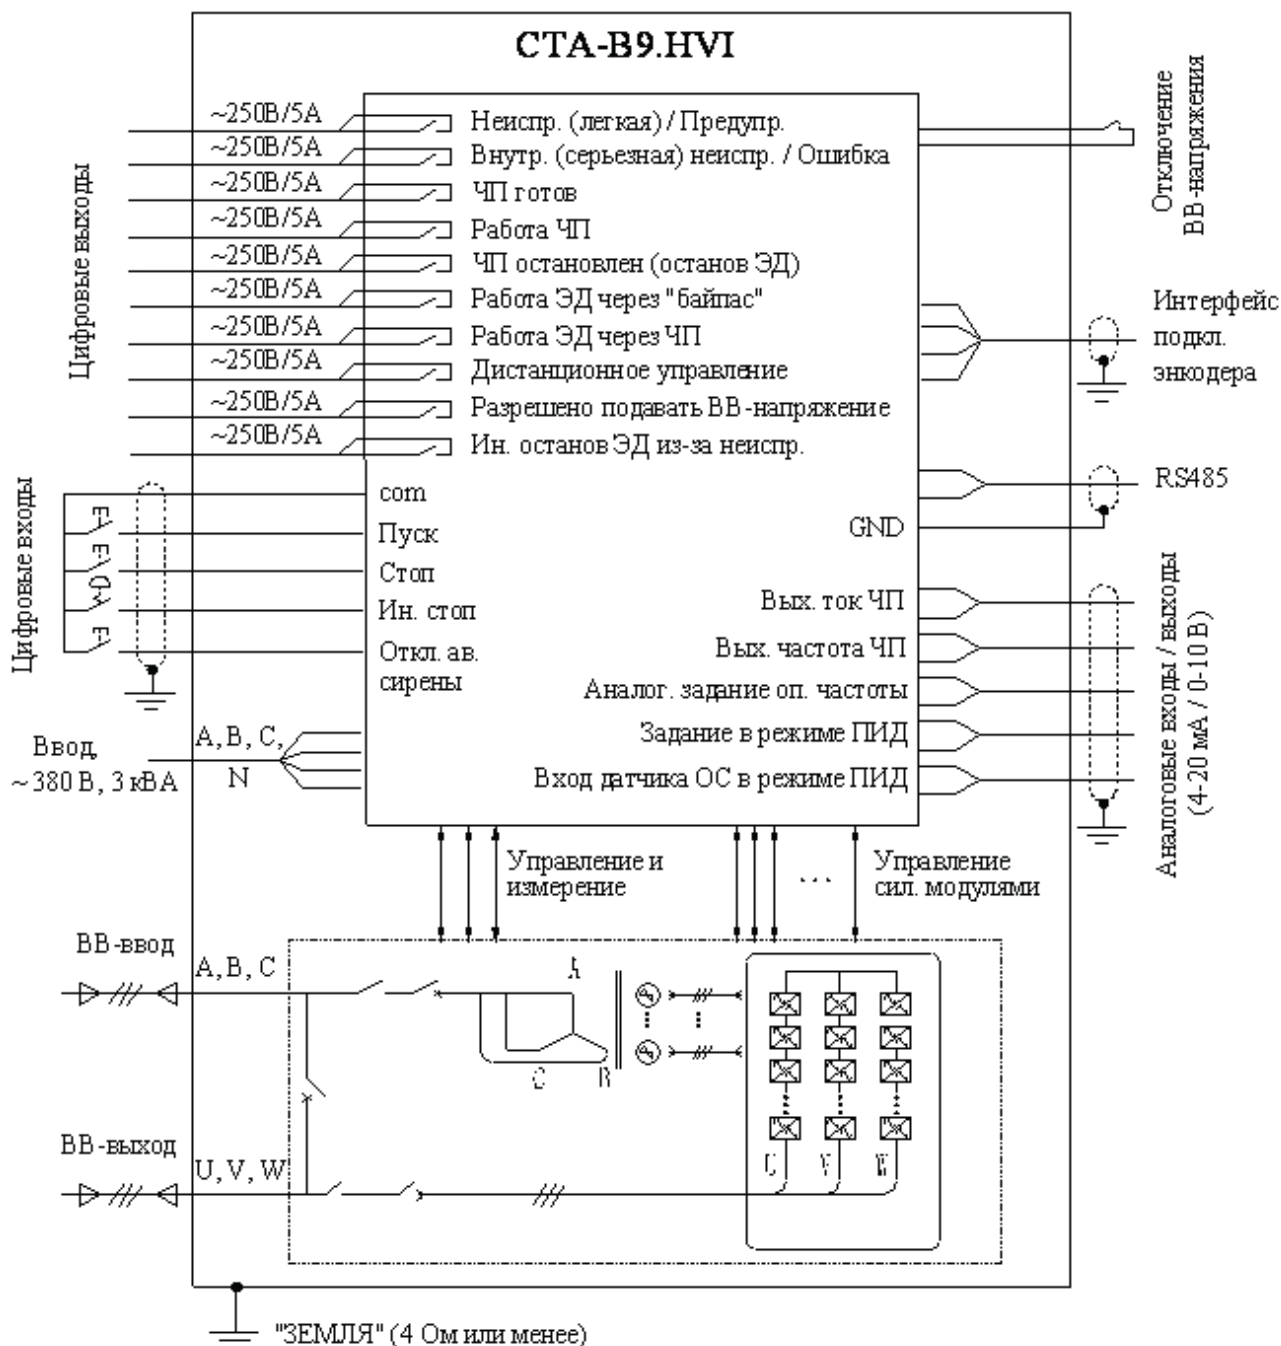 СТА-В9.HVI
Цифровые выходы
~250В/5А
Неиспр. (легкая) / Предупр.
~250В/5А
Внутр. (серьезная) неиспр. / Ошибка
~250В/5А
ЧП готов
~250В/5А
Работа ЧП
~250В/5А
ЧП остановлен (останов ЭД)
~250В/5А
Работа ЭД через "байпас"
~250В/5А
Работа ЭД через ЧП
~250В/5А
Дистанционное управление
~250В/5А
Разрешено подавать ВВ-напряжение
~250В/5А
Ин. останов ЭД из-за неиспр.
Отключение
ВВ-напряжения
Интерфейс
подкл.
энкодера
RS485
GND
Цифровые входы
com
Пуск
Стоп
Ин. стоп
Откл. ав.
сирены
Вых. ток ЧП
Вых. частота ЧП
Аналог. задание оп. частоты
Задание в режиме ПИД
Вход датчика ОС в режиме ПИД
Аналоговые входы / выходы
(4-20 мА / 0-10 В)
Ввод,
~ 380 В, 3 кВА
А, В, С,
N
Управление и
измерение
. . .
Управление
сил. модулями
ВВ-ввод
А, В, С
A
C
B
ВВ-выход
U, V, W
U
V
W
"ЗЕМЛЯ" (4 Ом или менее)